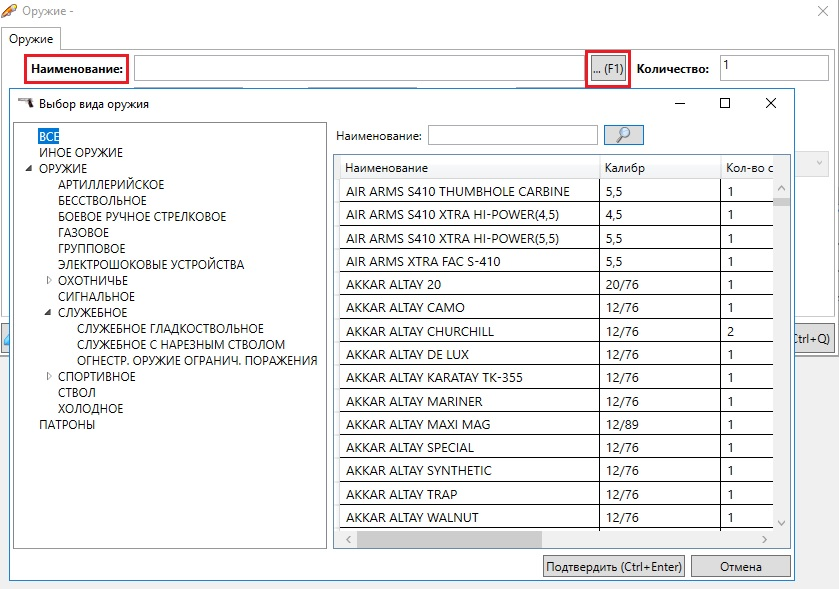 Оружие -
Оружие
Наименование: ... (F1) Количество: 1
Выбор вида оружия
ВСЕ
ИНОЕ ОРУЖИЕ
ОРУЖИЕ
АРТИЛЛЕРИЙСКОЕ
БЕССТВОЛЬНОЕ
БОЕВОЕ РУЧНОЕ СТРЕЛКОВОЕ
ГАЗОВОЕ
ГРУППОВОЕ
ЭЛЕКТРОШОКОВЫЕ УСТРОЙСТВА
ОХОТНИЧЬЕ
СИГНАЛЬНОЕ
СЛУЖЕБНОЕ
СЛУЖЕБНОЕ ГЛАДКОСТВОЛЬНОЕ
СЛУЖЕБНОЕ С НАРЕЗНЫМ СТВОЛОМ
ОГНЕСТР. ОРУЖИЕ ОГРАНИЧ. ПОРАЖЕНИЯ
СПОРТИВНОЕ
СТВОЛ
ХОЛОДНОЕ
ПАТРОНЫ
Наименование:
Наименование Калибр Кол-во с
AIR ARMS S410 THUMBHOLE CARBINE 5,5 1
AIR ARMS S410 XTRA HI-POWER(4,5) 4,5 1
AIR ARMS S410 XTRA HI-POWER(5,5) 5,5 1
AIR ARMS XTRA FAC S-410 5,5 1
AKKAR ALTAY 20 20/76 1
AKKAR ALTAY CAMO 12/76 1
AKKAR ALTAY CHURCHILL 12/76 2
AKKAR ALTAY DE LUX 12/76 1
AKKAR ALTAY KARATAY TK-355 12/76 1
AKKAR ALTAY MARINER 12/76 1
AKKAR ALTAY MAXI MAG 12/89 1
AKKAR ALTAY SPECIAL 12/76 1
AKKAR ALTAY SYNTHETIC 12/76 1
AKKAR ALTAY TRAP 12/76 1
AKKAR ALTAY WALNUT 12/76 1
Ctrl+Q)
Подтвердить (Ctrl+Enter) Отмена